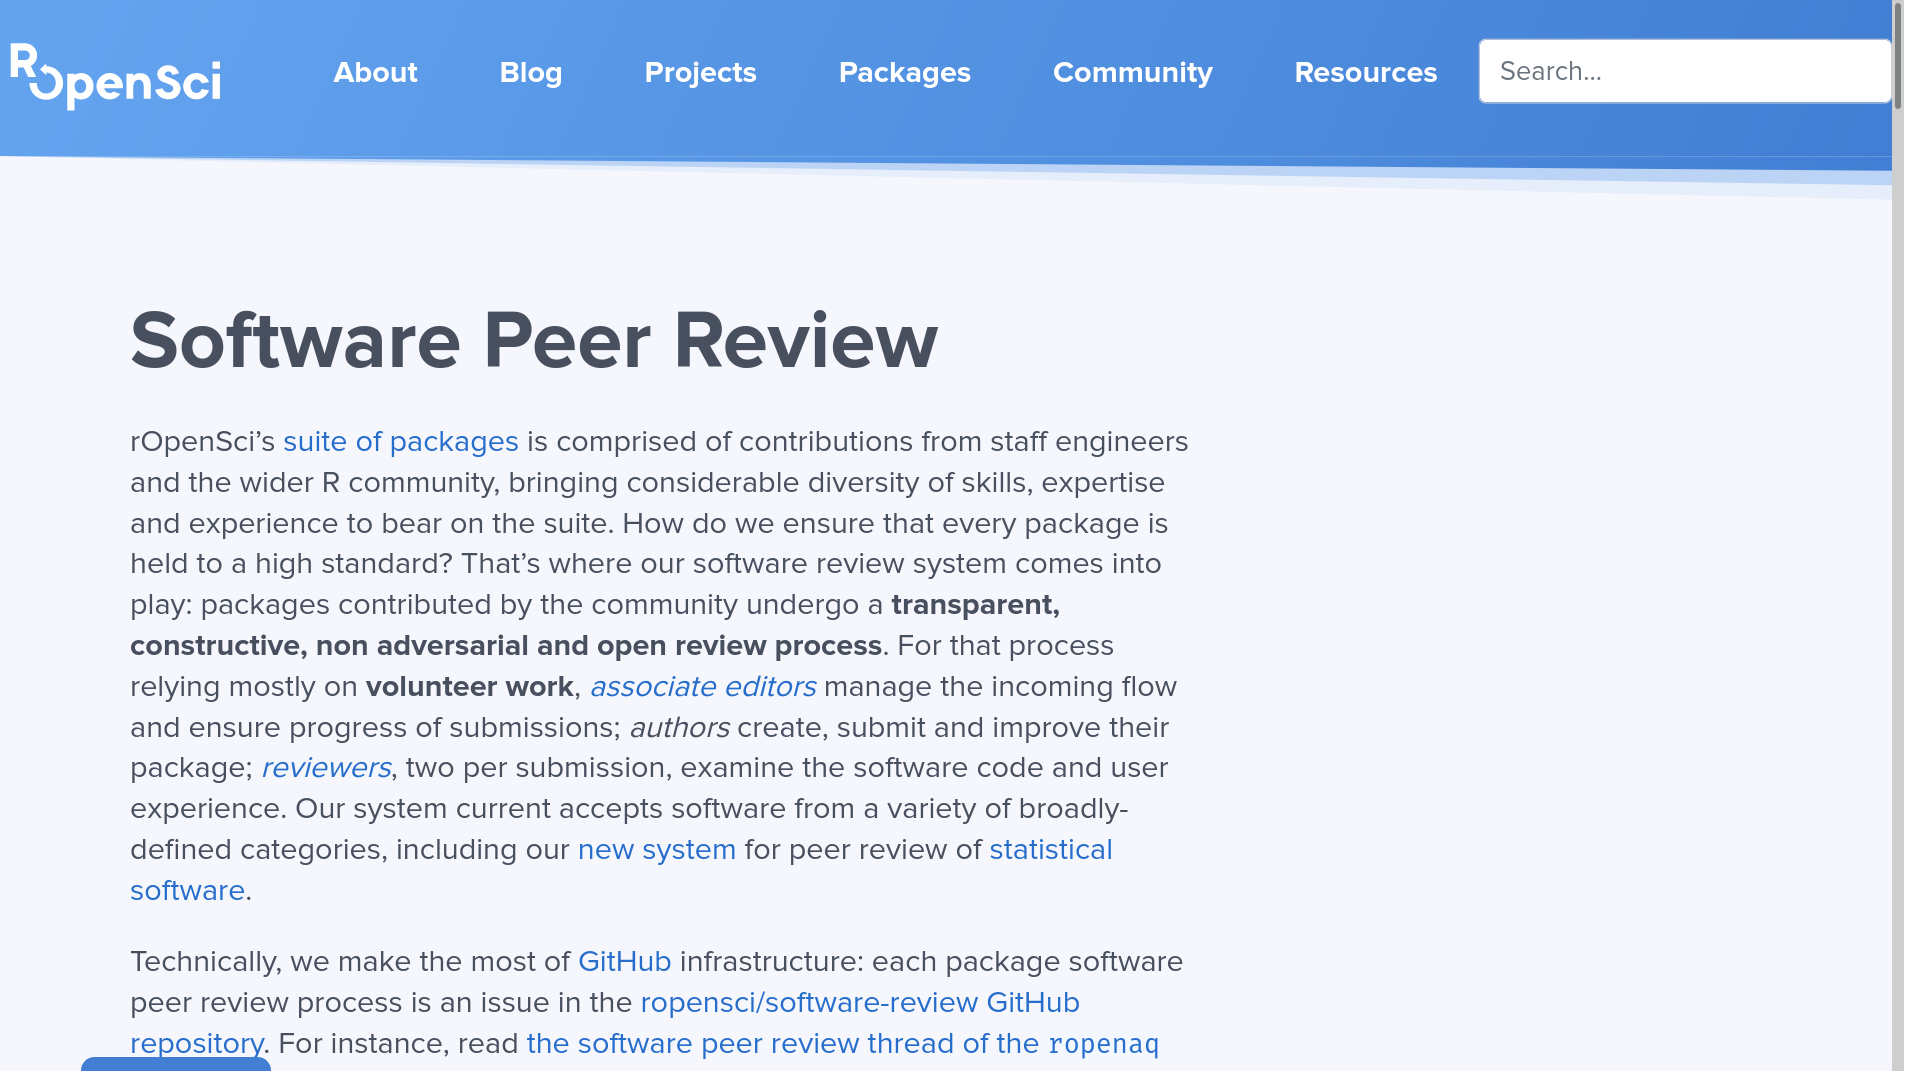 ROpenSci
About Blog Projects Packages Community Resources Search...
Software Peer Review
rOpenSci’s suite of packages is comprised of contributions from staff engineers
and the wider R community, bringing considerable diversity of skills, expertise
and experience to bear on the suite. How do we ensure that every package is
held to a high standard? That’s where our software review system comes into
play: packages contributed by the community undergo a transparent,
constructive, non adversarial and open review process. For that process
relying mostly on volunteer work, associate editors manage the incoming flow
and ensure progress of submissions; authors create, submit and improve their
package; reviewers, two per submission, examine the software code and user
experience. Our system current accepts software from a variety of broadly-
defined categories, including our new system for peer review of statistical
software.
Technically, we make the most of GitHub infrastructure: each package software
peer review process is an issue in the ropensci/software-review GitHub
repository. For instance, read the software peer review thread of the ropenaq